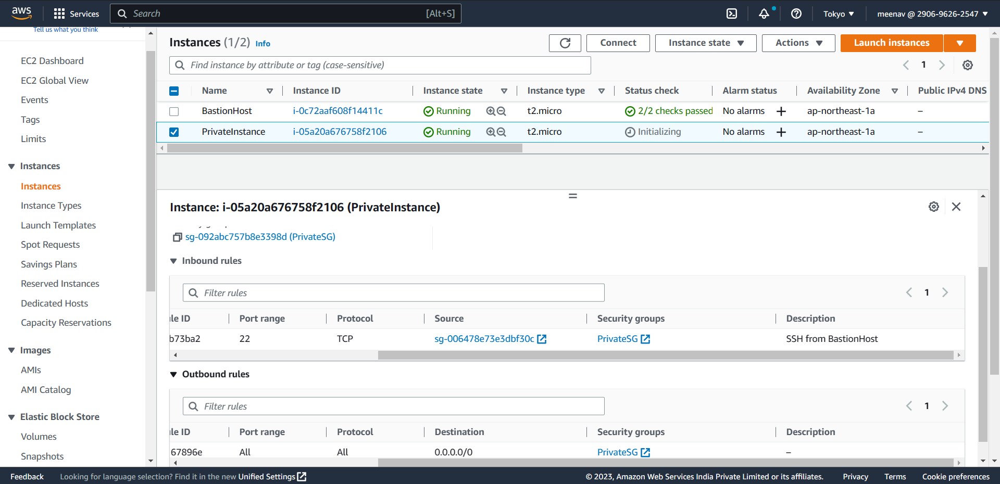 aws
Services
Search
[Alt+S]
Tokyo ▼
meenav @ 2906-9626-2547 ▼
Tell us what you think
EC2 Dashboard
EC2 Global View
Events
Tags
Limits
Instances
Instances
Instance Types
Launch Templates
Spot Requests
Savings Plans
Reserved Instances
Dedicated Hosts
Capacity Reservations
Images
AMIs
AMI Catalog
Elastic Block Store
Volumes
Snapshots
Instances (1/2) Info
Connect
Instance state
Actions
Launch instances
Find instance by attribute or tag (case-sensitive)
1
Name Instance ID Instance state Instance type Status check Alarm status Availability Zone Public IPv4 DNS
BastionHost i-0c72aaf608f14411c Running t2.micro 2/2 checks passed No alarms + ap-northeast-1a –
PrivateInstance i-05a20a676758f2106 Running t2.micro Initializing No alarms + ap-northeast-1a –
Instance: i-05a20a676758f2106 (PrivateInstance)
sg-092abc757b8e3398d (PrivateSG)
Inbound rules
Filter rules
1
le ID Port range Protocol Source Security groups Description
b73ba2 22 TCP sg-006478e73e3dbf30c PrivateSG SSH from BastionHost
Outbound rules
Filter rules
1
le ID Port range Protocol Destination Security groups Description
67896e All All 0.0.0.0/0 PrivateSG –
Feedback Looking for language selection? Find it in the new Unified Settings
© 2023, Amazon Web Services India Private Limited or its affiliates. Privacy Terms Cookie preferences